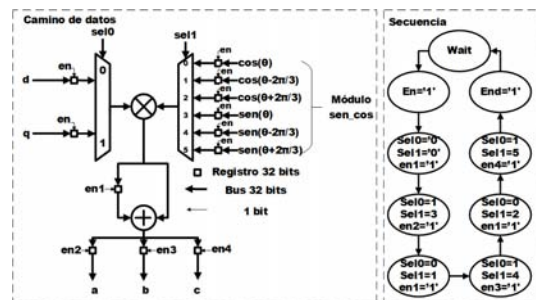 Camino de datos
sel0
sel1
en
d
0
en
q
1
0
1
2
3
4
5
en
cos(θ)
en
cos(θ-2π/3)
en
cos(θ+2π/3)
en
sen(θ)
en
sen(θ-2π/3)
en
sen(θ+2π/3)
Módulo
sen_cos
en1
Registro 32 bits
Bus 32 bits
1 bit
en2
en3
en4
a
b
c
Secuencia
Wait
En='1'
Sel0='0'
Sel1='0'
en1='1'
Sel0=1
Sel1=3
en2='1'
Sel0=0
Sel1=1
en1='1'
Sel0=1
Sel1=4
en3='1'
Sel0=0
Sel1=2
en1='1'
Sel0=1
Sel1=5
en4='1'
End='1'